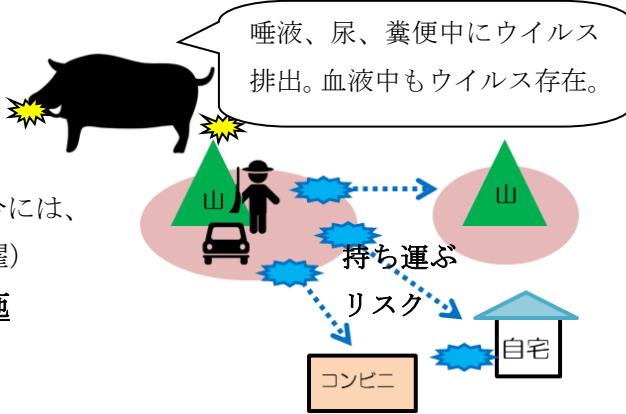 唾液、尿、糞便中にウイルス
排出。血液中もウイルス存在。
山
山
には、
持ち運ぶ
リスク
自宅
コンビニ